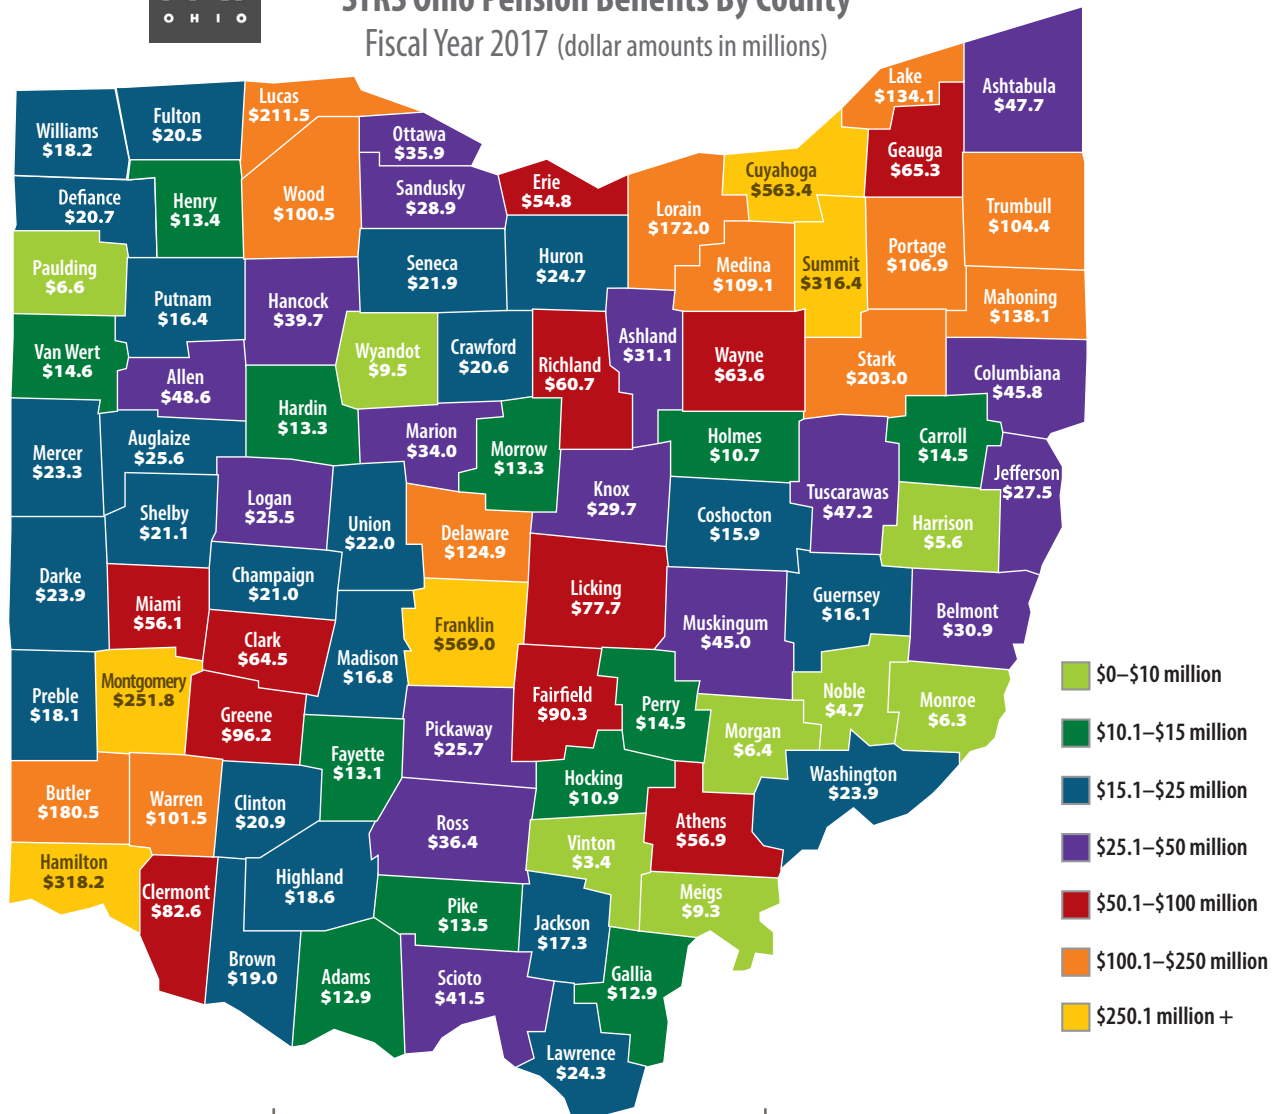 OHIO
STRS Ohio Pension Benefits By County
Fiscal Year 2017 (dollar amounts in millions)
Williams
$18.2
Fulton
$20.5
Lucas
$211.5
Ottawa
$35.9
Lake
$134.1
Ashtabula
$47.7
Geauga
$65.3
Cuyahoga
$563.4
Defiance
$20.7
Henry
$13.4
Wood
$100.5
Sandusky
$28.9
Erie
$54.8
Lorain
$172.0
Trumbull
$104.4
Paulding
$6.6
Putnam
$16.4
Hancock
$39.7
Seneca
$21.9
Huron
$24.7
Medina
$109.1
Summit
$316.4
Portage
$106.9
Mahoning
$138.1
Van Wert
$14.6
Allen
$48.6
Wyandot
$9.5
Crawford
$20.6
Richland
$60.7
Ashland
$31.1
Wayne
$63.6
Stark
$203.0
Columbiana
$45.8
Mercer
$23.3
Auglaize
$25.6
Hardin
$13.3
Marion
$34.0
Morrow
$13.3
Holmes
$10.7
Carroll
$14.5
Jefferson
$27.5
Shelby
$21.1
Logan
$25.5
Union
$22.0
Delaware
$124.9
Knox
$29.7
Coshocton
$15.9
Tuscarawas
$47.2
Harrison
$5.6
Darke
$23.9
Miami
$56.1
Champaign
$21.0
Clark
$64.5
Madison
$16.8
Franklin
$569.0
Licking
$77.7
Muskingum
$45.0
Guernsey
$16.1
Belmont
$30.9
Preble
$18.1
Montgomery
$251.8
Greene
$96.2
Fayette
$13.1
Pickaway
$25.7
Fairfield
$90.3
Perry
$14.5
Morgan
$6.4
Noble
$4.7
Monroe
$6.3
Butler
$180.5
Warren
$101.5
Clinton
$20.9
Ross
$36.4
Hocking
$10.9
Athens
$56.9
Washington
$23.9
Hamilton
$318.2
Clermont
$82.6
Highland
$18.6
Vinton
$3.4
Meigs
$9.3
Pike
$13.5
Jackson
$17.3
Brown
$19.0
Adams
$12.9
Scioto
$41.5
Gallia
$12.9
Lawrence
$24.3
$0–$10 million
$10.1–$15 million
$15.1–$25 million
$25.1–$50 million
$50.1–$100 million
$100.1–$250 million
$250.1 million +